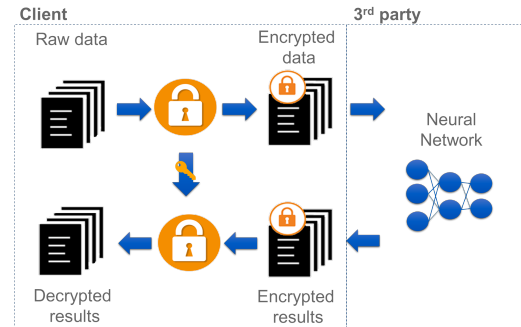 Client
3rd party
Raw data
Encrypted
data
Neural
Network
Decrypted
results
Encrypted
results